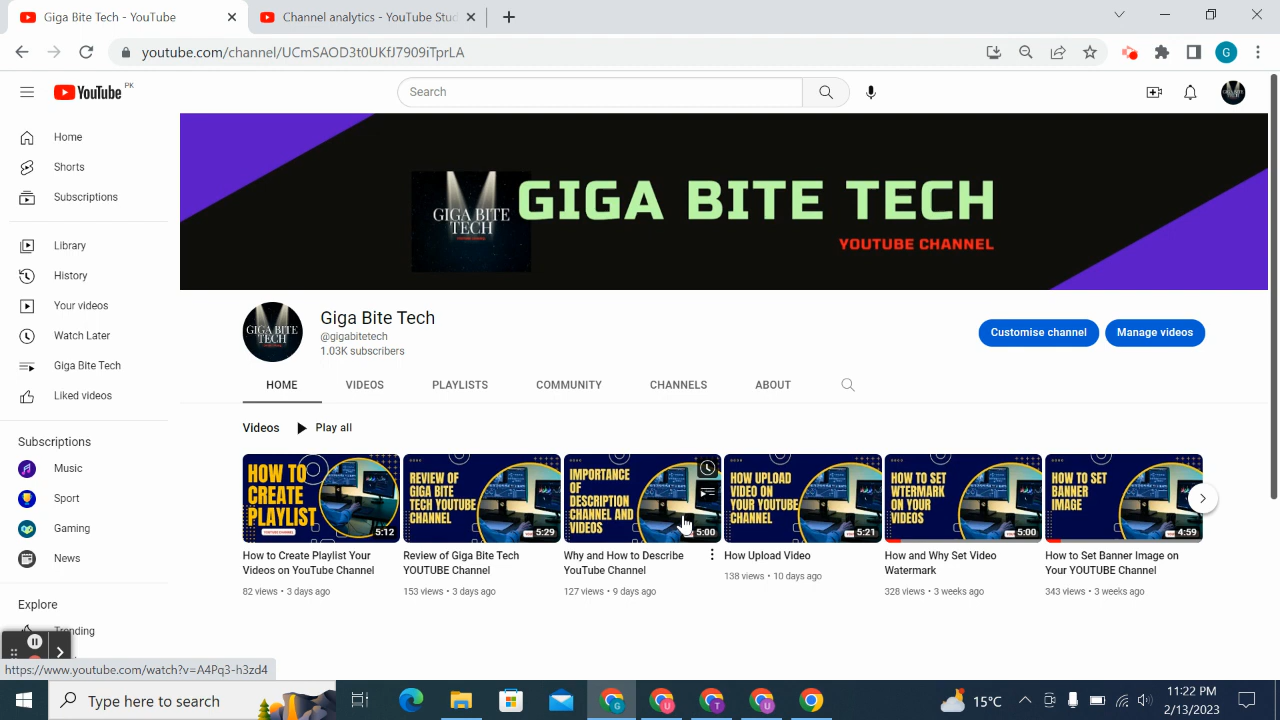 Giga Bite Tech - YouTube
Channel analytics - YouTube Stud
youtube.com/channel/UCmSAOD3t0UKfJ7909iTprLA
G
YouTube PK
Search
Home
Shorts
Subscriptions
Library
History
Your videos
Watch Later
Giga Bite Tech
Liked videos
Subscriptions
Music
Sport
Gaming
News
Explore
Trending
GIGA BITE TECH
GIGA BITE TECH
YOUTUBE CHANNEL
GIGA BITE TECH
Giga Bite Tech
@gigabitetech
1.03K subscribers
Customise channel
Manage videos
HOME
VIDEOS
PLAYLISTS
COMMUNITY
CHANNELS
ABOUT
Videos
Play all
HOW TO CREATE PLAYLIST
5:12
How to Create Playlist Your
Videos on YouTube Channel
82 views • 3 days ago
REVIEW OF GIGA BITE TECH YOUTUBE CHANNEL
5:29
Review of Giga Bite Tech
YOUTUBE Channel
153 views • 3 days ago
IMPORTANCE OF DESCRIPTION CHANNEL AND VIDEOS
5:00
Why and How to Describe
YouTube Channel
127 views • 9 days ago
HOW UPLOAD VIDEO ON YOUR YOUTUBE CHANNEL
5:21
How Upload Video
138 views • 10 days ago
HOW TO SET WTERMARK ON YOUR VIDEOS
5:00
How and Why Set Video
Watermark
328 views • 3 weeks ago
HOW TO SET BANNER IMAGE
4:59
How to Set Banner Image on
Your YOUTUBE Channel
343 views • 3 weeks ago
https://www.youtube.com/watch?v=A4Pq3-h3zd4
Type here to search
15°C
11:22 PM
2/13/2023